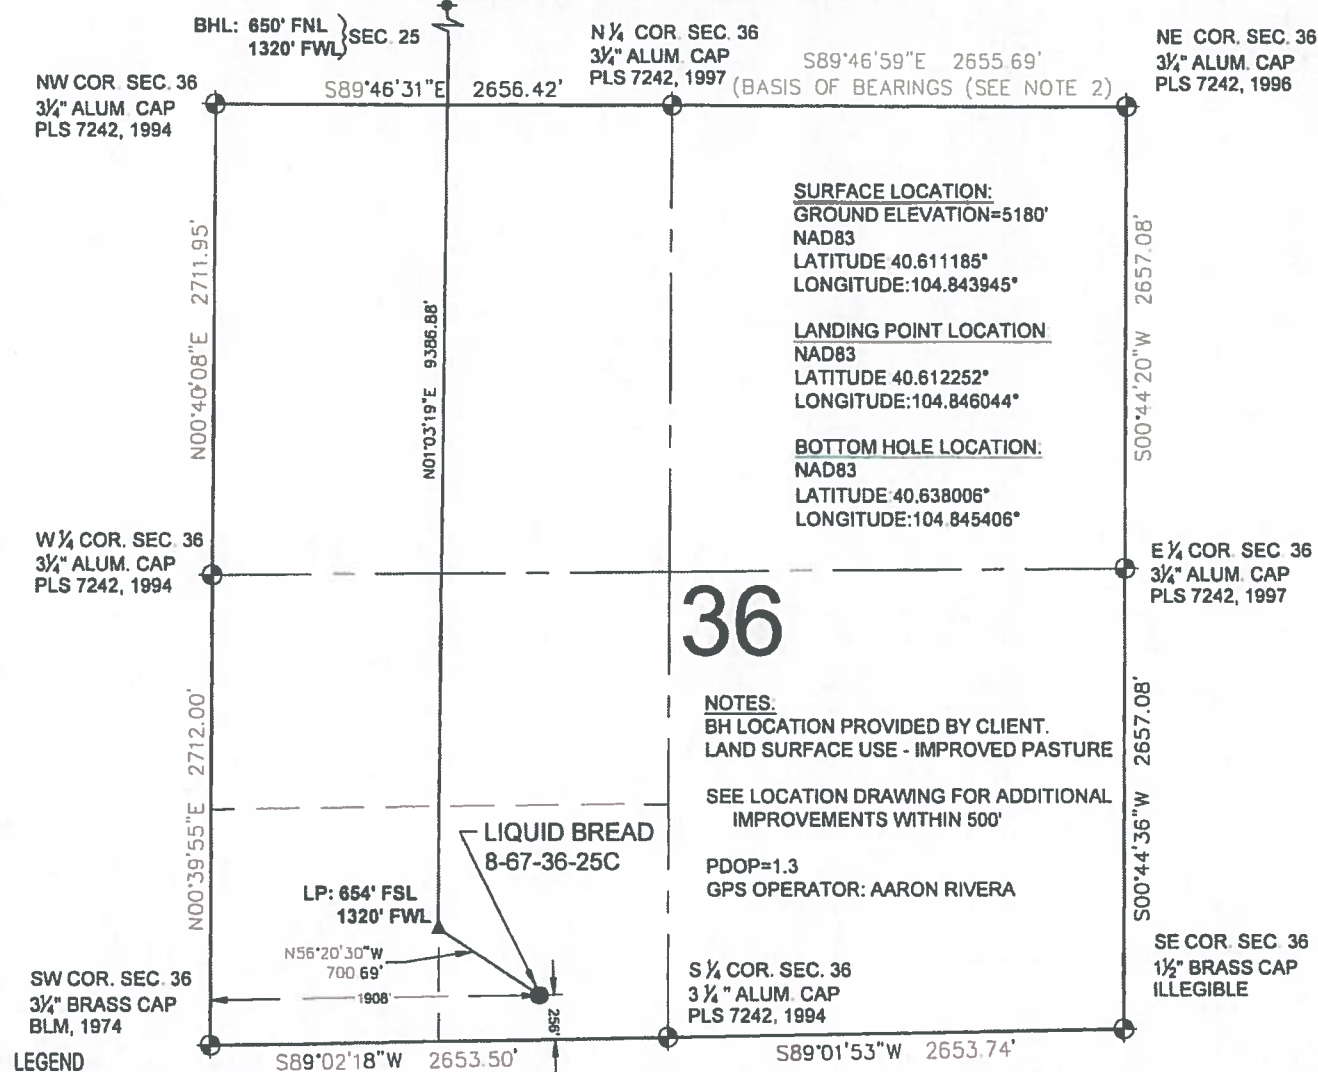 BHL: 650' FNL
1320' FWL
SEC. 25
N ¼ COR. SEC. 36
3¼" ALUM. CAP
PLS 7242, 1997
S89°46'59"E 2655.69'
(BASIS OF BEARINGS (SEE NOTE 2)
NE COR. SEC. 36
3¼" ALUM. CAP
PLS 7242, 1996
NW COR. SEC. 36
3¼" ALUM. CAP
PLS 7242, 1994
S89°46'31"E 2656.42'
SURFACE LOCATION:
GROUND ELEVATION=5180'
NAD83
LATITUDE 40.611185°
LONGITUDE:104.843945°
LANDING POINT LOCATION
NAD83
LATITUDE 40.612252°
LONGITUDE:104.846044°
BOTTOM HOLE LOCATION:
NAD83
LATITUDE:40.638006°
LONGITUDE:104.845406°
N00°40'08"E 2711.95'
N01°03'19"E 9386.88'
S00°44'20"W 2657.08'
W ¼ COR. SEC. 36
3¼" ALUM. CAP
PLS 7242, 1994
E ¼ COR. SEC. 36
3¼" ALUM. CAP
PLS 7242, 1997
36
NOTES:
BH LOCATION PROVIDED BY CLIENT.
LAND SURFACE USE - IMPROVED PASTURE
SEE LOCATION DRAWING FOR ADDITIONAL
IMPROVEMENTS WITHIN 500'
PDOP=1.3
GPS OPERATOR: AARON RIVERA
N00°39'55"E 2712.00'
S00°44'36"W 2657.08'
LIQUID BREAD
8-67-36-25C
LP: 654' FSL
1320' FWL
N56°20'30"W
700.69'
1908'
256'
SW COR. SEC. 36
3¼" BRASS CAP
BLM, 1974
S ¼ COR. SEC. 36
3 ¼" ALUM. CAP
PLS 7242, 1994
SE COR. SEC. 36
1½" BRASS CAP
ILLEGIBLE
LEGEND
S89°02'18"W 2653.50'
S89°01'53"W 2653.74'